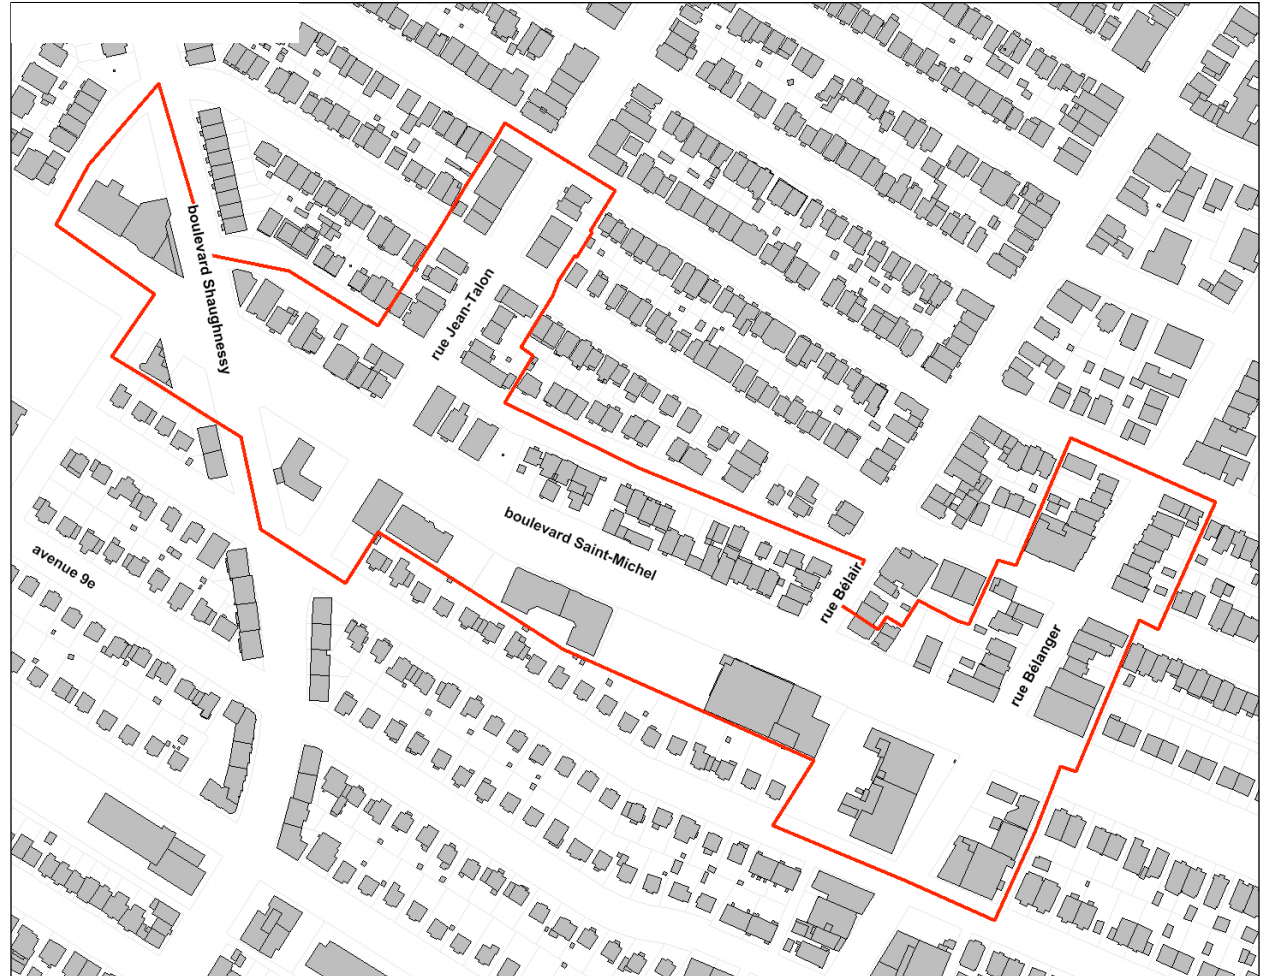 boulevard Shaughnessy
rue Jean-Talon
boulevard Saint-Michel
avenue 9e
rue Bélair
rue Bélanger